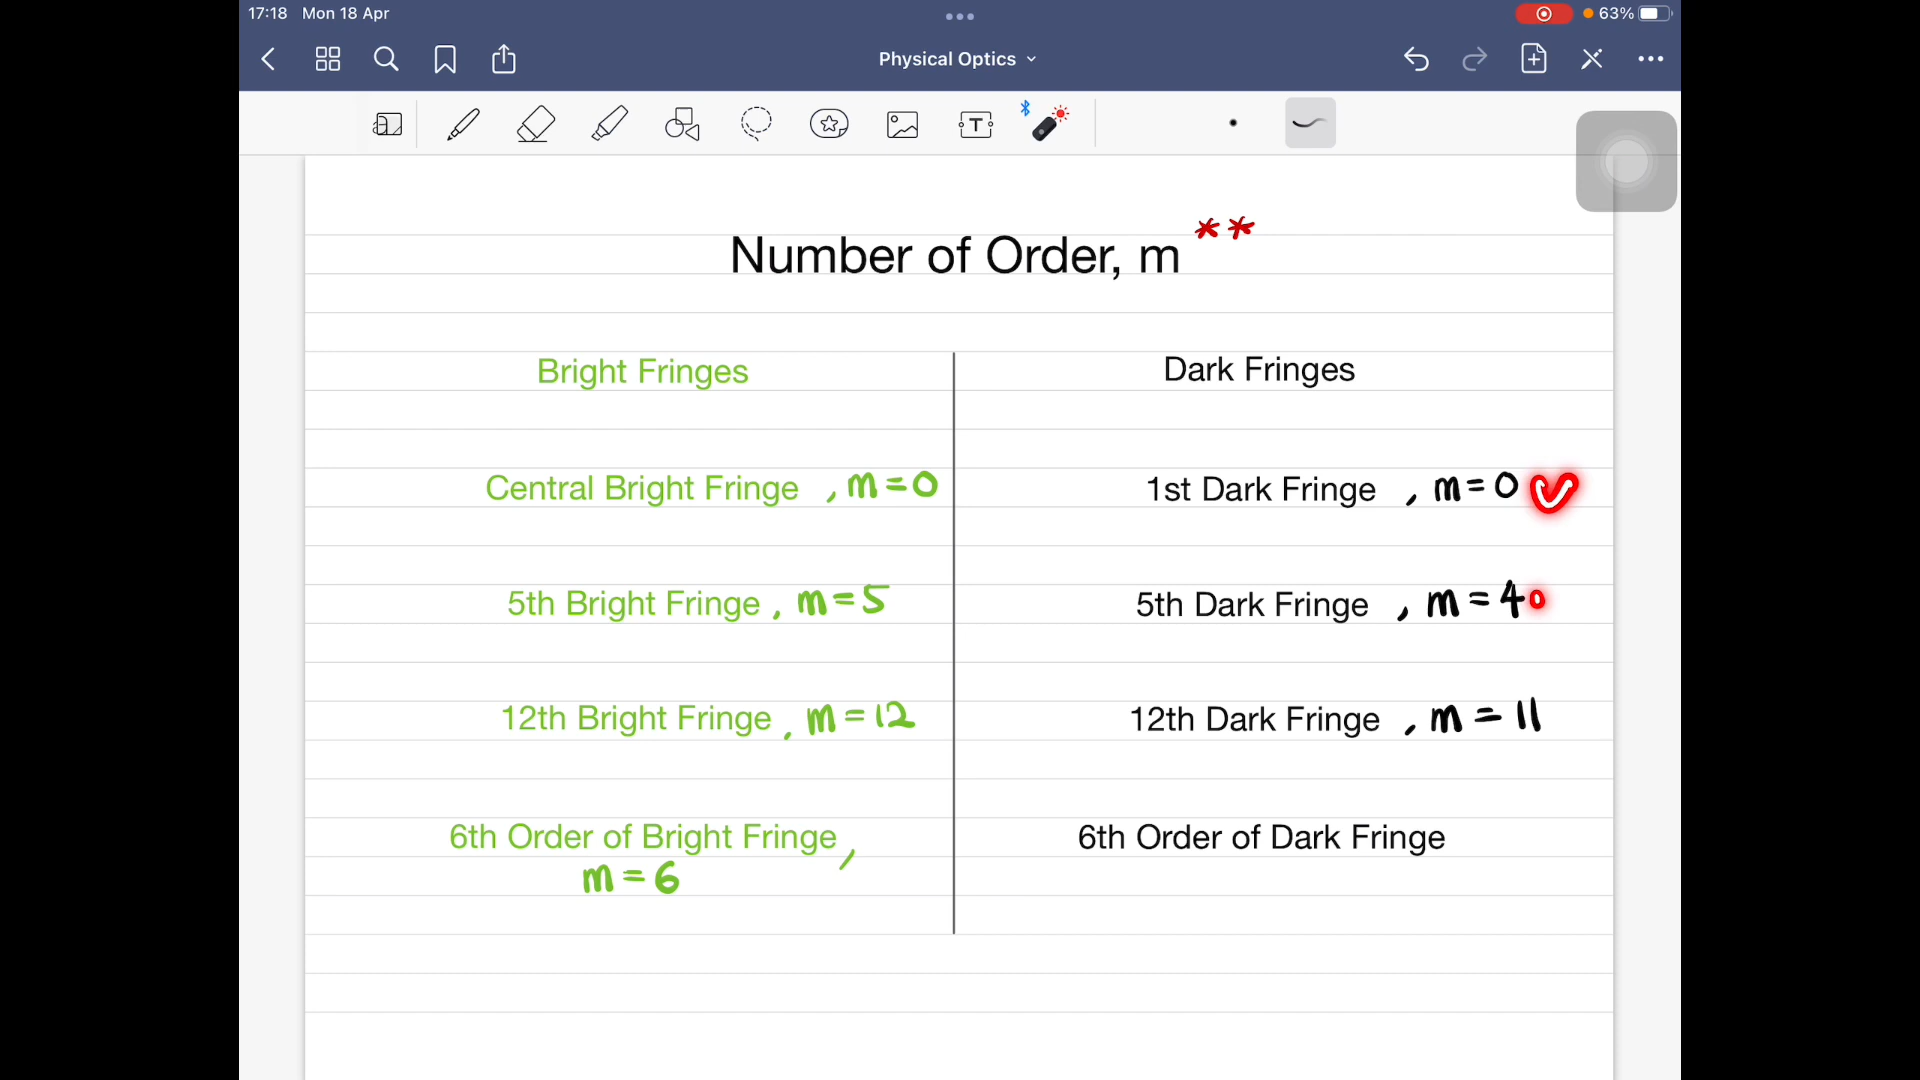 17:18 Mon 18 Apr
63%
Physical Optics
Number of Order, m **
Bright Fringes
Dark Fringes
Central Bright Fringe , m = 0
1st Dark Fringe , m = 0
5th Bright Fringe , m = 5
5th Dark Fringe , m = 4
12th Bright Fringe , m = 12
12th Dark Fringe , m = 11
6th Order of Bright Fringe ,
m = 6
6th Order of Dark Fringe